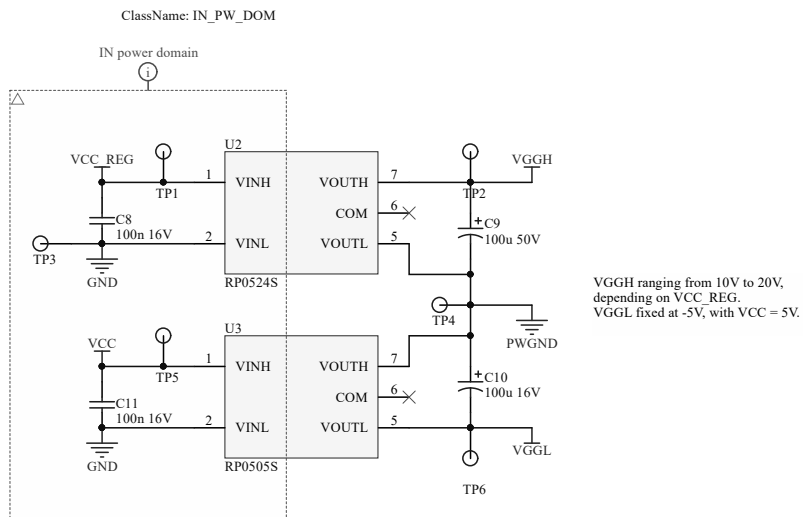 ClassName: IN_PW_DOM
IN power domain
i
U2
VCC_REG
VGGH
1
VINH
VOUTH
7
TP1
TP2
COM
6
C8
100n 16V
C9
100u 50V
2
VINL
VOUTL
5
TP3
GND
RP0524S
VGGH ranging from 10V to 20V,
depending on VCC_REG.
VGGL fixed at -5V, with VCC = 5V.
TP4
PWGND
U3
VCC
1
VINH
VOUTH
7
TP5
COM
6
C10
100u 16V
C11
100n 16V
2
VINL
VOUTL
5
GND
RP0505S
VGGL
TP6